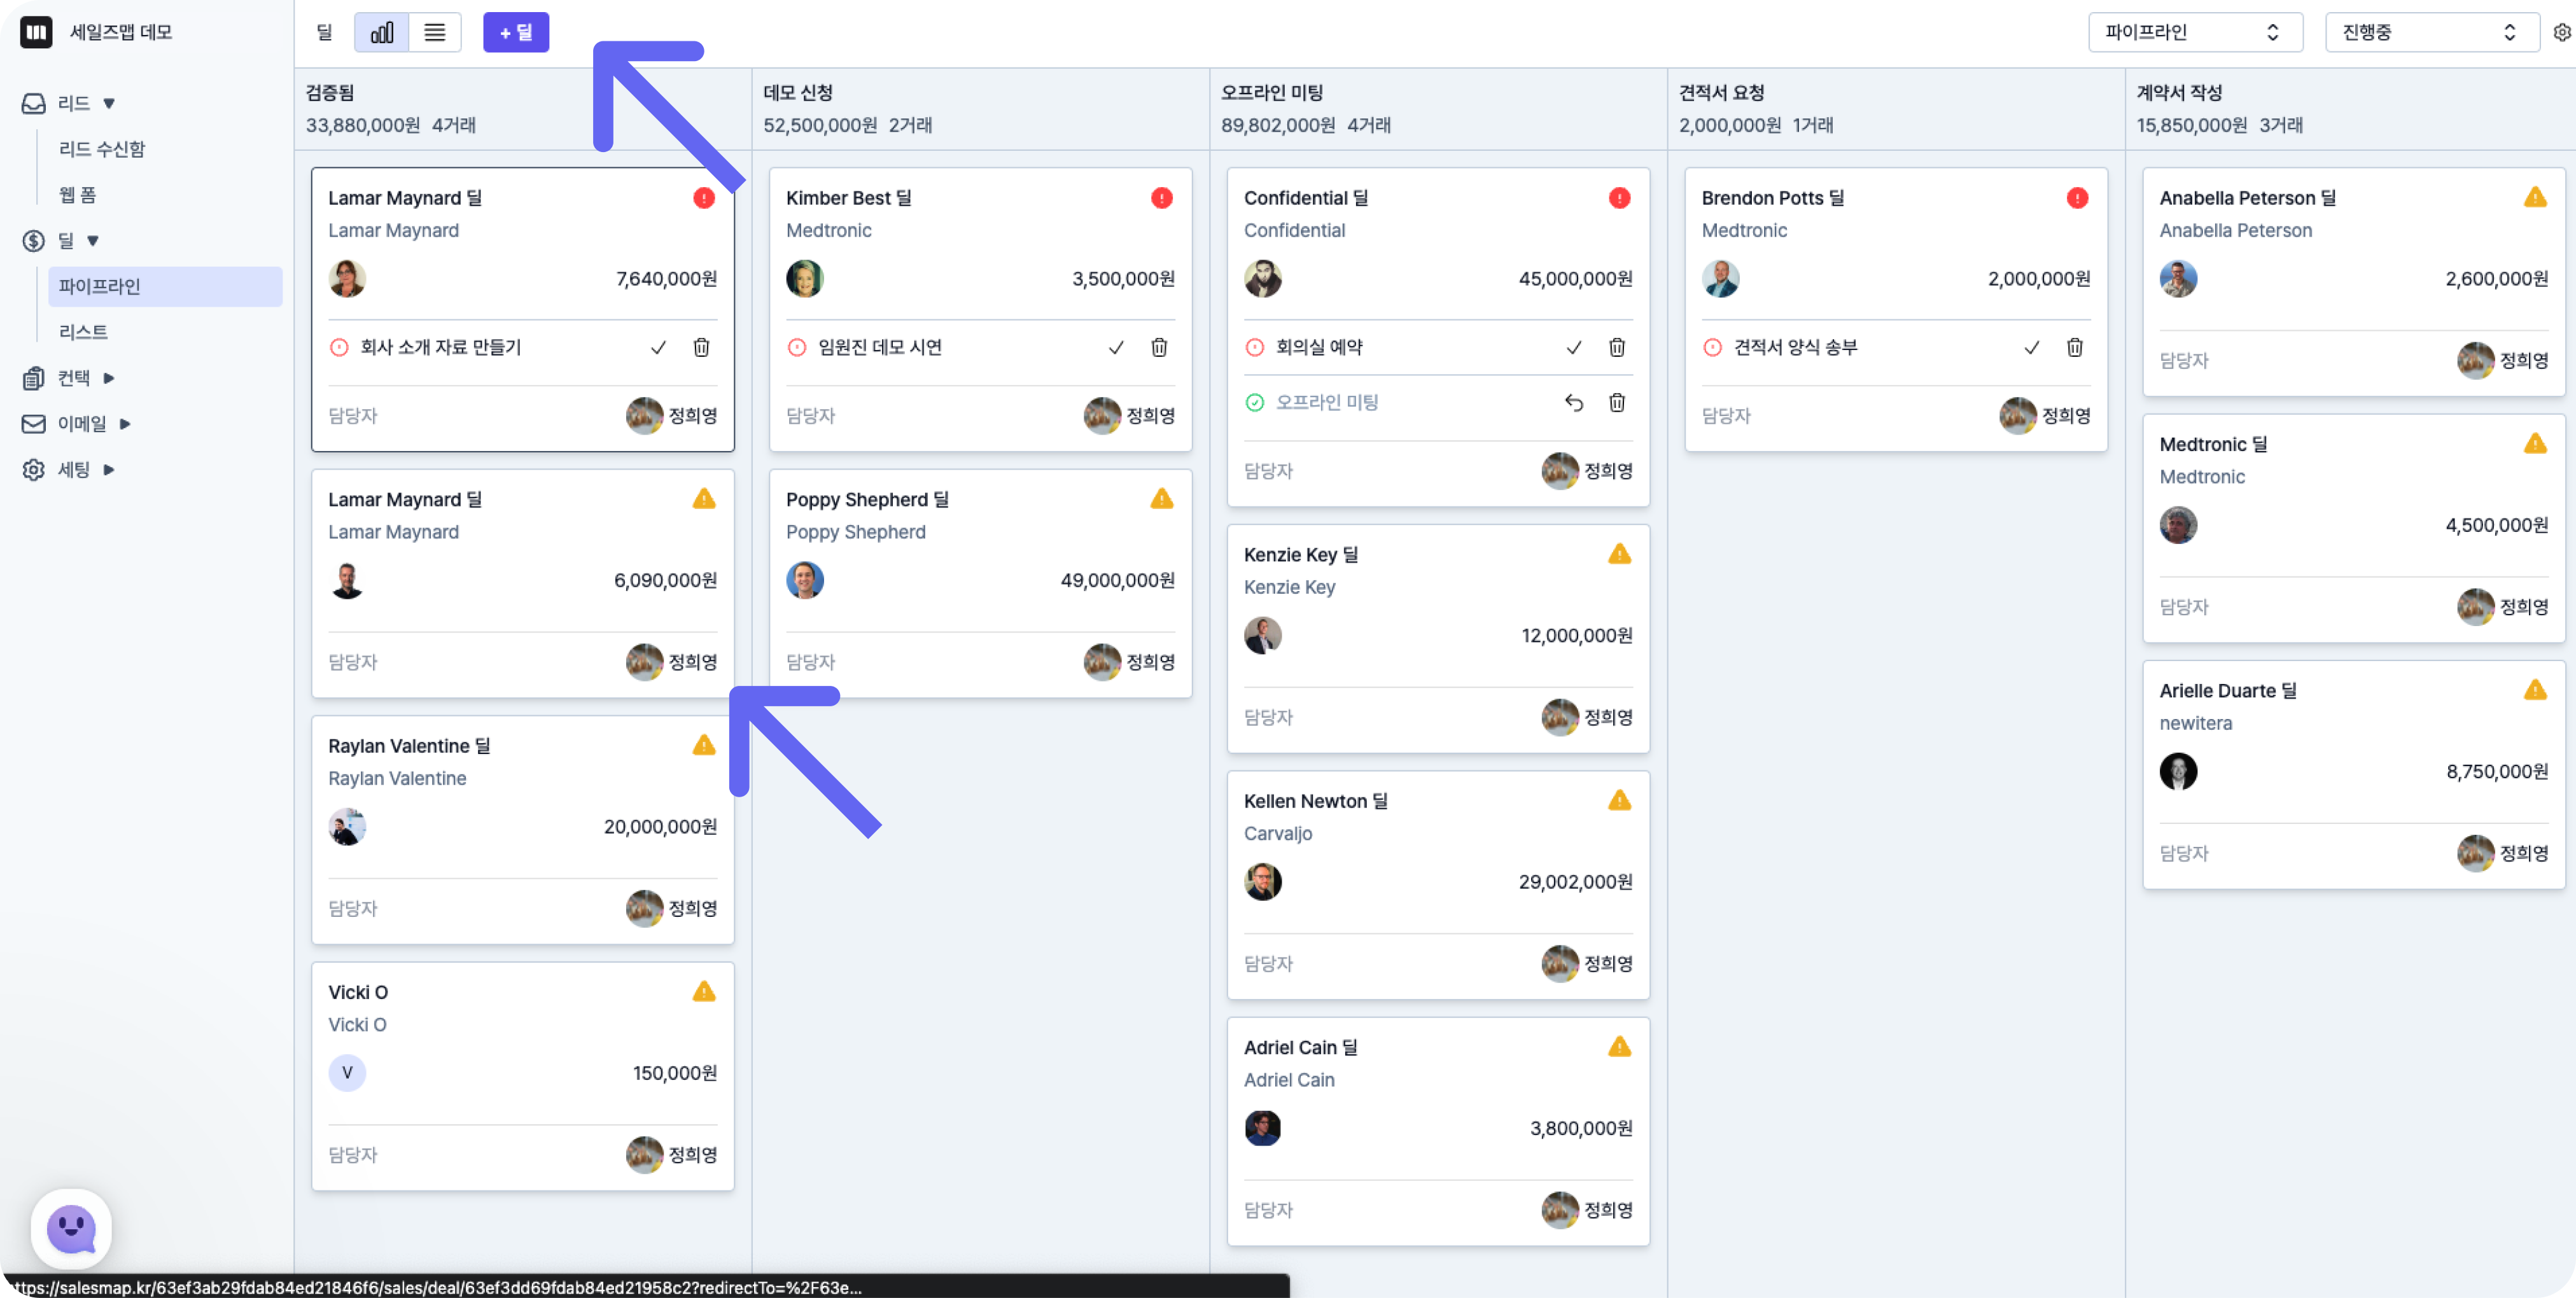 세일즈맵 데모
리드 ▼
리드 수신함
웹 폼
딜 ▼
파이프라인
리스트
컨택 ▶
이메일 ▶
세팅 ▶
딜
+ 딜
파이프라인
진행중
검증됨
33,880,000원 4거래
Lamar Maynard 딜
Lamar Maynard
7,640,000원
회사 소개 자료 만들기
담당자 정희영
Lamar Maynard 딜
Lamar Maynard
6,090,000원
담당자 정희영
Raylan Valentine 딜
Raylan Valentine
20,000,000원
담당자 정희영
Vicki O
Vicki O
V 150,000원
담당자 정희영
데모 신청
52,500,000원 2거래
Kimber Best 딜
Medtronic
3,500,000원
임원진 데모 시연
담당자 정희영
Poppy Shepherd 딜
Poppy Shepherd
49,000,000원
담당자 정희영
오프라인 미팅
89,802,000원 4거래
Confidential 딜
Confidential
45,000,000원
회의실 예약
오프라인 미팅
담당자 정희영
Kenzie Key 딜
Kenzie Key
12,000,000원
담당자 정희영
Kellen Newton 딜
Carvaljo
29,002,000원
담당자 정희영
Adriel Cain 딜
Adriel Cain
3,800,000원
담당자 정희영
견적서 요청
2,000,000원 1거래
Brendon Potts 딜
Medtronic
2,000,000원
견적서 양식 송부
담당자 정희영
계약서 작성
15,850,000원 3거래
Anabella Peterson 딜
Anabella Peterson
2,600,000원
담당자 정희영
Medtronic 딜
Medtronic
4,500,000원
담당자 정희영
Arielle Duarte 딜
newitera
8,750,000원
담당자 정희영
ttps://salesmap.kr/63ef3ab29fdab84ed21846f6/sales/deal/63ef3dd69fdab84ed21958c2?redirectTo=%2F63e...